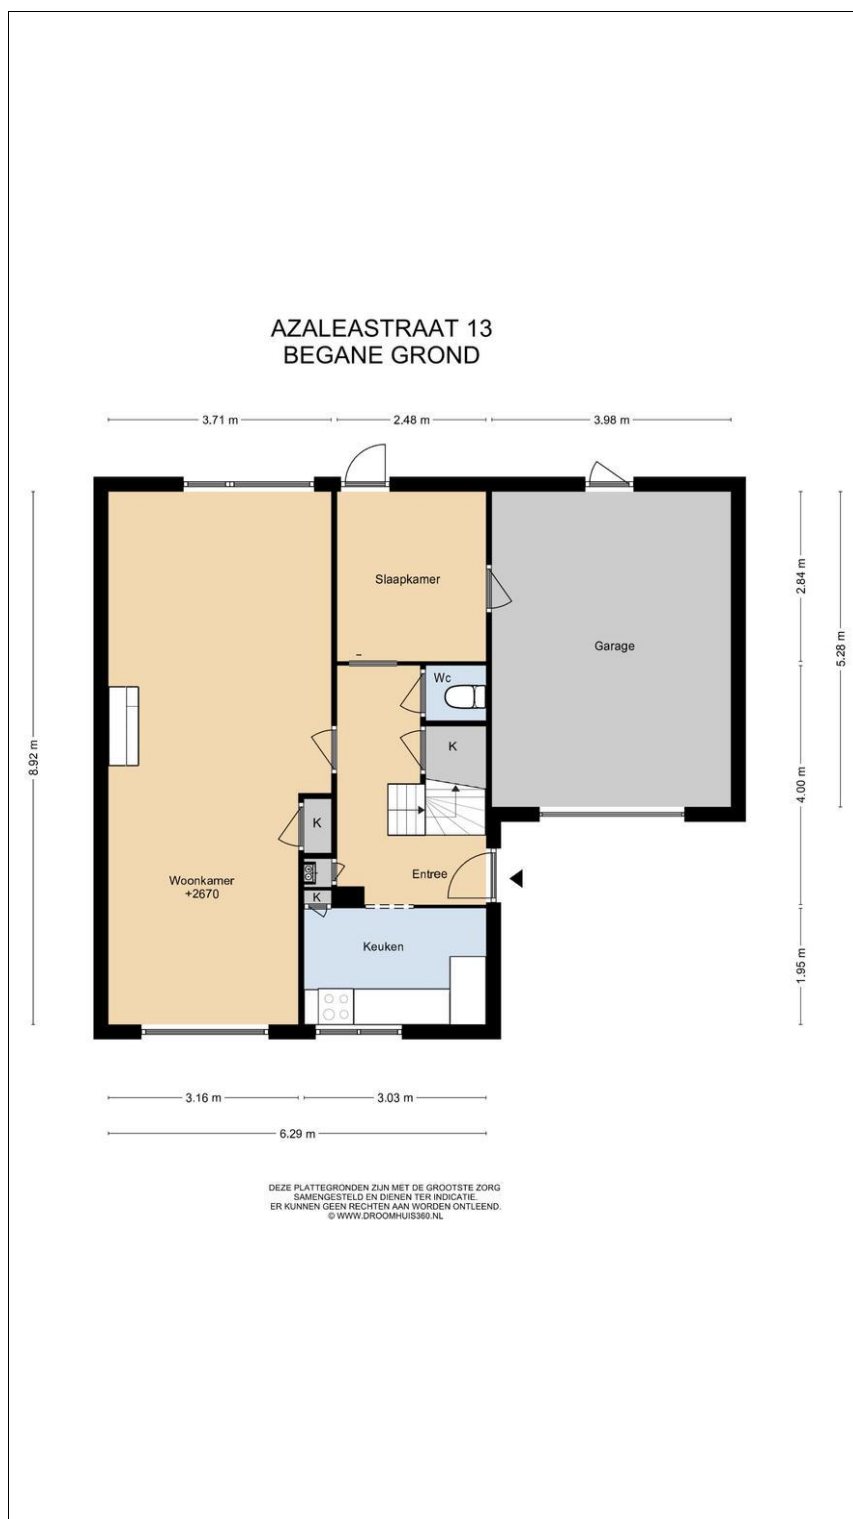 AZALEASTRAAT 13
BEGANE GROND
3.71 m
2.48 m
3.98 m
Slaapkamer
Garage
2.84 m
5.28 m
Wc
K
8.92 m
4.00 m
K
Woonkamer
+2670
Entree
K
Keuken
1.95 m
3.16 m
3.03 m
6.29 m
DEZE PLATTEGRONDEN ZIJN MET DE GROOTSTE ZORG
SAMENGESTELD EN DIENEN TER INDICATIE.
ER KUNNEN GEEN RECHTEN AAN WORDEN ONTLEEND.
© WWW.DROOMHUIS360.NL